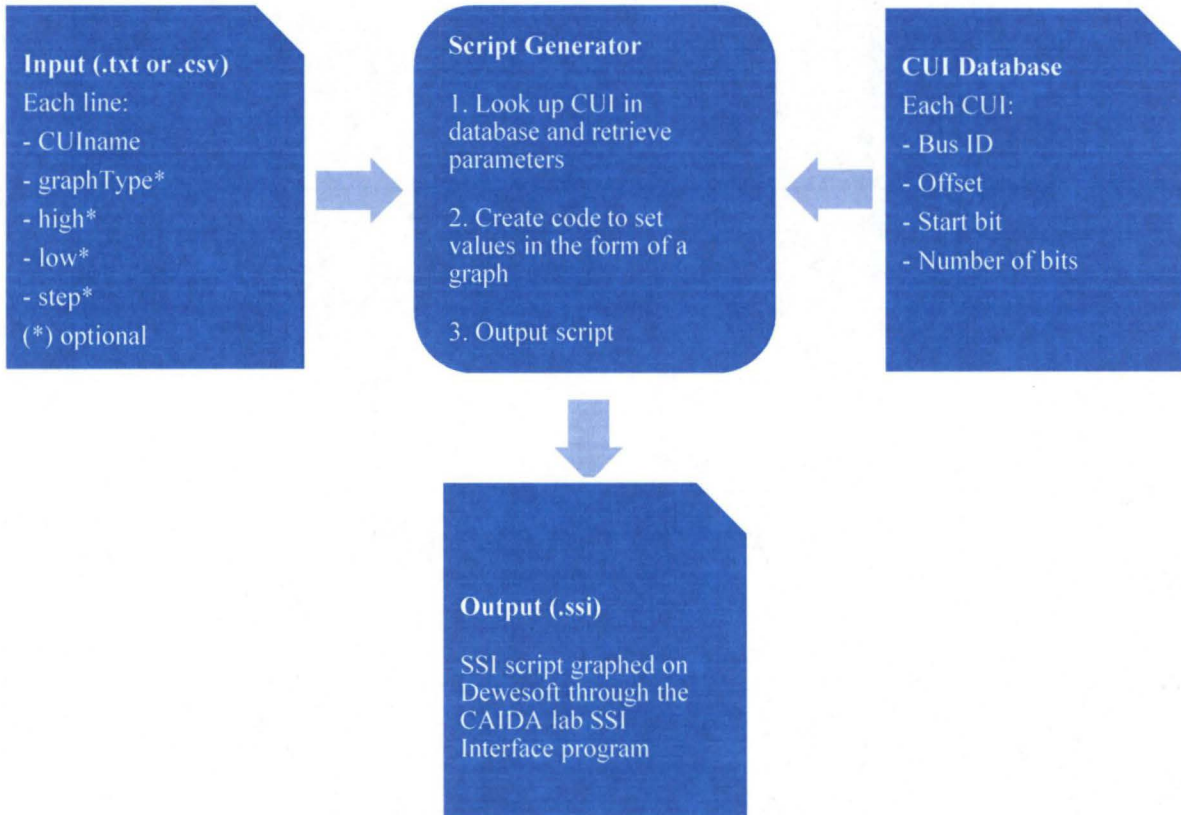 Input (.txt or .csv)
Each line:
- CUIname
- graphType*
- high*
- low*
- step*
(*) optional
Script Generator
1. Look up CUI in
database and retrieve
parameters
2. Create code to set
values in the form of a
graph
3. Output script
CUI Database
Each CUI:
- Bus ID
- Offset
- Start bit
- Number of bits
Output (.ssi)
SSI script graphed on
Dewesoft through the
CAIDA lab SSI
Interface program